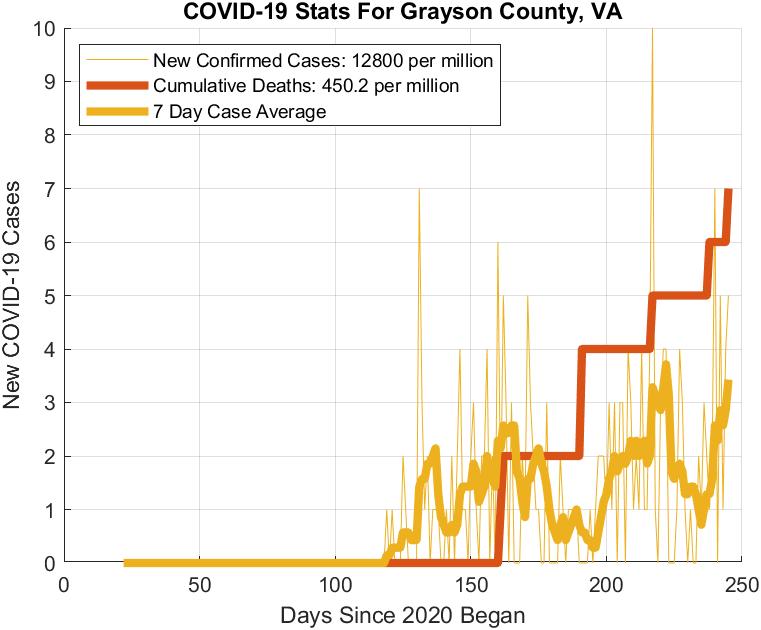 COVID-19 Stats For Grayson County, VA
New Confirmed Cases: 12800 per million
Cumulative Deaths: 450.2 per million
7 Day Case Average
New COVID-19 Cases
10
9
8
7
6
5
4
3
2
1
0
0 50 100 150 200 250
Days Since 2020 Began